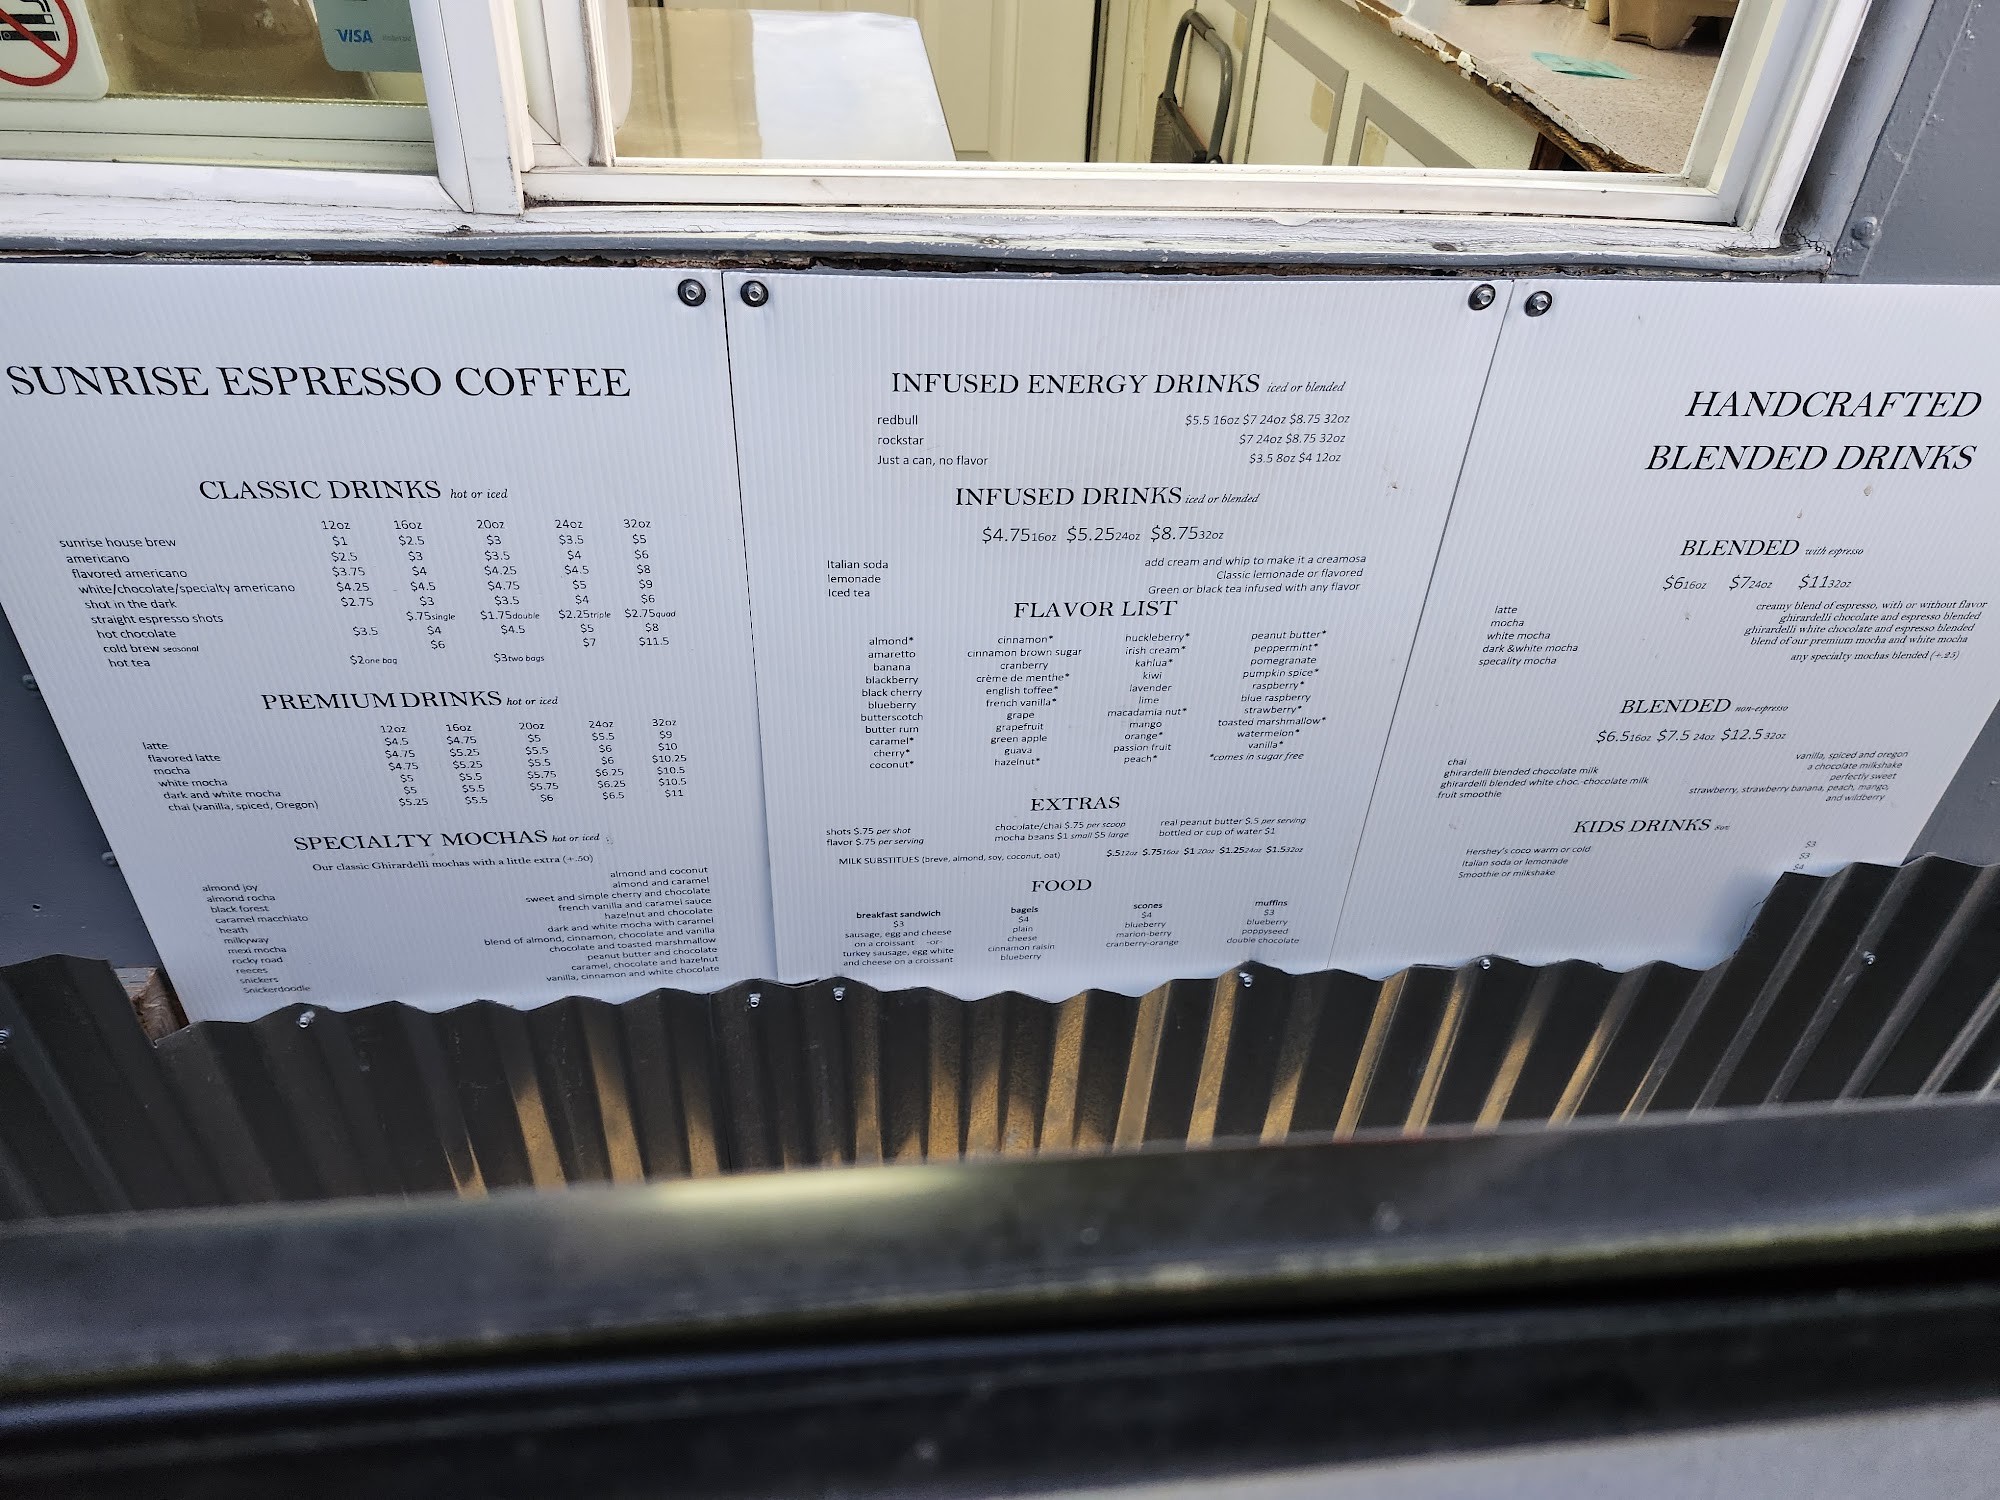 VISA
SUNRISE ESPRESSO COFFEE
CLASSIC DRINKS hot or iced
12oz 16oz 20oz 24oz 32oz
sunrise house brew $1 $2.5 $3 $3.5 $5
americano $2.5 $3 $3.5 $4 $6
flavored americano $3.75 $4 $4.25 $4.5 $8
white/chocolate/specialty americano $4.25 $4.5 $4.75 $5 $9
shot in the dark $2.75 $3 $3.5 $4 $6
straight espresso shots $.75single $1.75double $2.25triple $2.75quad
hot chocolate $3.5 $4 $4.5 $5 $8
cold brew seasonal $6 $7 $11.5
hot tea $2one bag $3two bags
PREMIUM DRINKS hot or iced
12oz 16oz 20oz 24oz 32oz
latte $4.5 $4.75 $5 $5.5 $9
flavored latte $4.75 $5.25 $5.5 $6 $10
mocha $4.75 $5.25 $5.5 $6 $10.25
white mocha $5 $5.5 $5.75 $6.25 $10.5
dark and white mocha $5 $5.5 $5.75 $6.25 $10.5
chai (vanilla, spiced, Oregon) $5.25 $5.5 $6 $6.5 $11
SPECIALTY MOCHAS hot or iced
Our classic Ghirardelli mochas with a little extra (+.50)
almond joy almond and coconut
almond rocha almond and caramel
black forest sweet and simple cherry and chocolate
caramel macchiato french vanilla and caramel sauce
heath hazelnut and chocolate
milkyway dark and white mocha with caramel
mexi mocha blend of almond, cinnamon, chocolate and vanilla
rocky road chocolate and toasted marshmallow
reeces peanut butter and chocolate
snickers caramel, chocolate and hazelnut
Snickerdoodle vanilla, cinnamon and white chocolate
INFUSED ENERGY DRINKS iced or blended
redbull $5.5 16oz $7 24oz $8.75 32oz
rockstar $7 24oz $8.75 32oz
Just a can, no flavor $3.5 8oz $4 12oz
INFUSED DRINKS iced or blended
$4.7516oz $5.2524oz $8.7532oz
Italian soda add cream and whip to make it a creamosa
lemonade Classic lemonade or flavored
Iced tea Green or black tea infused with any flavor
FLAVOR LIST
almond* cinnamon* huckleberry* peanut butter*
amaretto cinnamon brown sugar irish cream* peppermint*
banana cranberry kahlua* pomegranate
blackberry crème de menthe* kiwi pumpkin spice*
black cherry english toffee* lavender raspberry*
blueberry french vanilla* lime blue raspberry
butterscotch grape macadamia nut* strawberry*
butter rum grapefruit mango toasted marshmallow*
caramel* green apple orange* watermelon*
cherry* guava passion fruit vanilla*
coconut* hazelnut* peach* *comes in sugar free
EXTRAS
shots $.75 per shot chocolate/chai $.75 per scoop real peanut butter $.5 per serving
flavor $.75 per serving mocha beans $1 small $5 large bottled or cup of water $1
MILK SUBSTITUES (breve, almond, soy, coconut, oat) $.512oz $.7516oz $1 20oz $1.2524oz $1.532oz
FOOD
breakfast sandwich bagels scones muffins
$3 $4 $4 $3
sausage, egg and cheese plain blueberry blueberry
on a croissant -or- cheese marion-berry poppyseed
turkey sausage, egg white cinnamon raisin cranberry-orange double chocolate
and cheese on a croissant blueberry
HANDCRAFTED
BLENDED DRINKS
BLENDED with espresso
$616oz $724oz $1132oz
latte creamy blend of espresso, with or without flavor
mocha ghirardelli chocolate and espresso blended
white mocha ghirardelli white chocolate and espresso blended
dark &white mocha blend of our premium mocha and white mocha
specality mocha any specialty mochas blended (+.25)
BLENDED non-espresso
$6.516oz $7.5 24oz $12.5 32oz
chai vanilla, spiced and oregon
ghirardelli blended chocolate milk a chocolate milkshake
ghirardelli blended white choc. chocolate milk perfectly sweet
fruit smoothie strawberry, strawberry banana, peach, mango,
and wildberry
KIDS DRINKS
Hershey's coco warm or cold $3
Italian soda or lemonade $3
Smoothie or milkshake $4